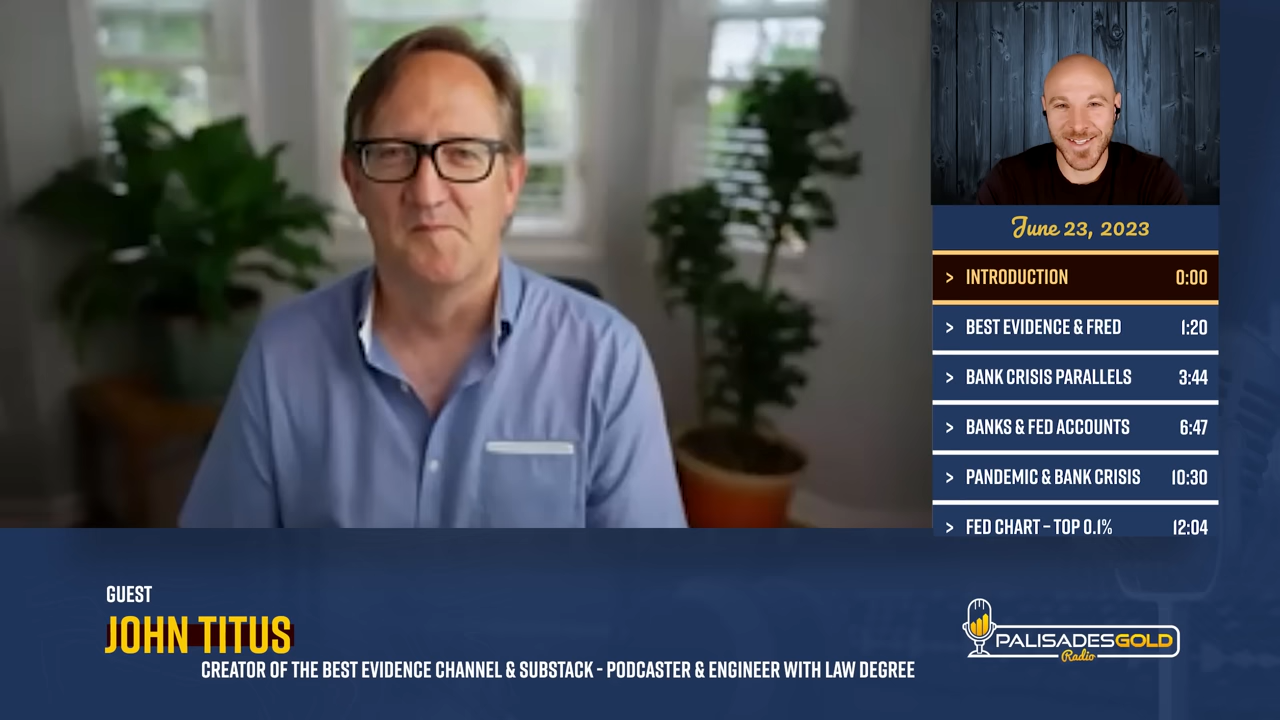 June 23, 2023
> INTRODUCTION 0:00
> BEST EVIDENCE & FRED 1:20
> BANK CRISIS PARALLELS 3:44
> BANKS & FED ACCOUNTS 6:47
> PANDEMIC & BANK CRISIS 10:30
> FED CHART - TOP 0.1% 12:04
GUEST
JOHN TITUS
CREATOR OF THE BEST EVIDENCE CHANNEL & SUBSTACK - PODCASTER & ENGINEER WITH LAW DEGREE
PALISADESGOLD
Radio